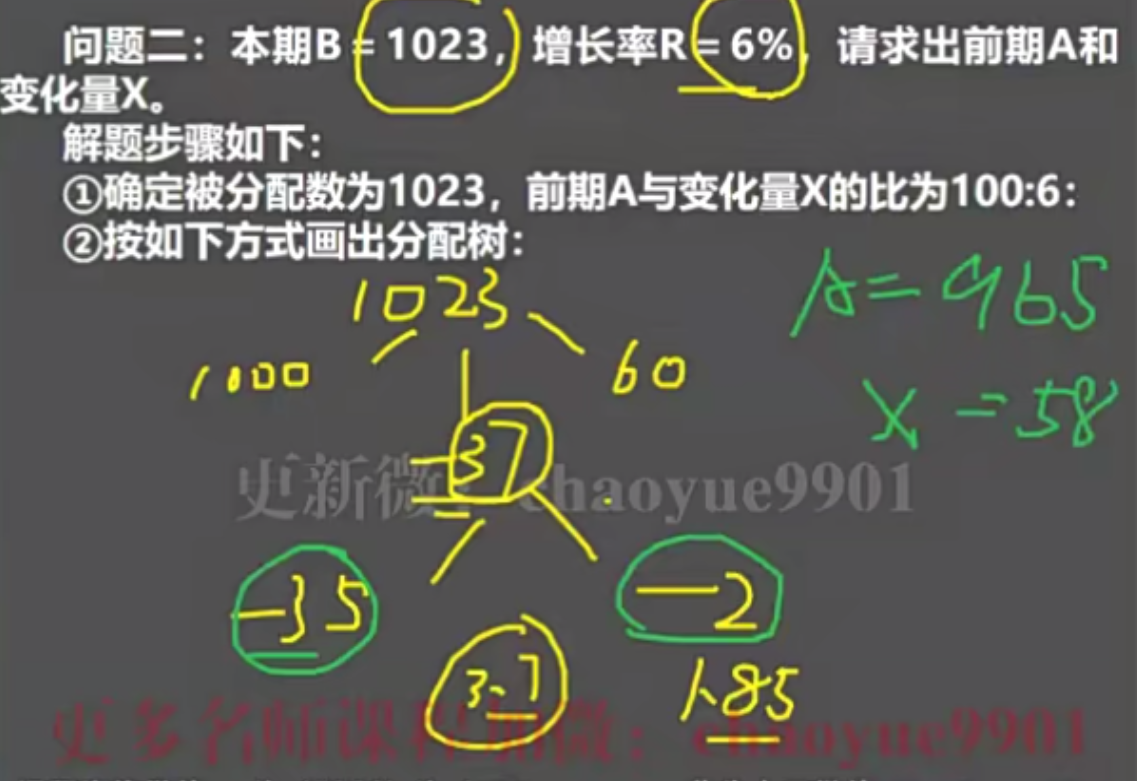 问题二：本期B = 1023，增长率R = 6%，请求出前期A和
变化量X。
解题步骤如下：
①确定被分配数为1023，前期A与变化量X的比为100:6：
②按如下方式画出分配树：
1023
A=965
1000
60
X=58
-37
更新微：chaoyue9901
-35
-2
3.7
1.85
更多名师课程加微：chaoyue9901